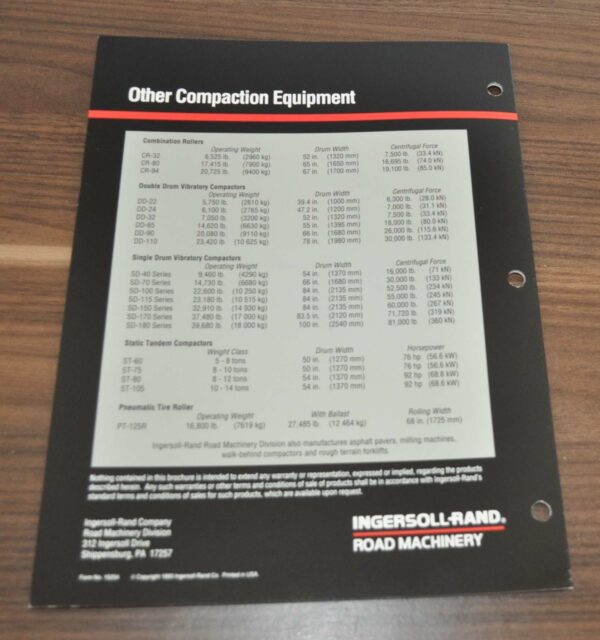 Other Compaction Equipment
Combination Rollers
Operating Weight Drum Width Centrifugal Force
CR-32 6,525 lb. (2960 kg) 52 in. (1320 mm) 7,500 lb. (33.4 kN)
CR-80 17,415 lb. (7900 kg) 65 in. (1650 mm) 16,695 lb. (74.0 kN)
CR-94 20,725 lb. (9400 kg) 67 in. (1700 mm) 19,100 lb. (85.0 kN)
Double Drum Vibratory Compactors
Operating Weight Drum Width Centrifugal Force
DD-22 5,750 lb. (2610 kg) 39.4 in. (1000 mm) 6,300 lb. (28.0 kN)
DD-24 6,100 lb. (2765 kg) 47.2 in. (1200 mm) 7,000 lb. (31.1 kN)
DD-32 7,050 lb. (3200 kg) 52 in. (1320 mm) 7,500 lb. (33.4 kN)
DD-65 14,620 lb. (6630 kg) 55 in. (1395 mm) 18,000 lb. (80.0 kN)
DD-90 20,080 lb. (9110 kg) 66 in. (1680 mm) 26,000 lb. (115.6 kN)
DD-110 23,420 lb. (10 625 kg) 78 in. (1980 mm) 30,000 lb. (133.4 kN)
Single Drum Vibratory Compactors
Operating Weight Drum Width Centrifugal Force
SD-40 Series 9,460 lb. (4290 kg) 54 in. (1370 mm) 16,000 lb. (71 kN)
SD-70 Series 14,730 lb. (6680 kg) 66 in. (1680 mm) 30,000 lb. (133 kN)
SD-100 Series 22,600 lb. (10 250 kg) 84 in. (2135 mm) 52,500 lb. (234 kN)
SD-115 Series 23,180 lb. (10 515 kg) 84 in. (2135 mm) 55,000 lb. (245 kN)
SD-150 Series 32,910 lb. (14 930 kg) 84 in. (2135 mm) 60,000 lb. (267 kN)
SD-170 Series 37,480 lb. (17 000 kg) 83.5 in. (2120 mm) 71,720 lb. (319 kN)
SD-180 Series 39,680 lb. (18 000 kg) 100 in. (2540 mm) 81,000 lb. (360 kN)
Static Tandem Compactors
Weight Class Drum Width Horsepower
ST-60 5 - 8 tons 50 in. (1270 mm) 76 hp (56.6 kW)
ST-75 8 - 10 tons 50 in. (1270 mm) 76 hp (56.6 kW)
ST-80 8 - 12 tons 54 in. (1370 mm) 92 hp (68.6 kW)
ST-105 10 - 14 tons 54 in. (1370 mm) 92 hp (68.6 kW)
Pneumatic Tire Roller
Operating Weight With Ballast Rolling Width
PT-125R 16,800 lb. (7619 kg) 27,485 lb. (12 464 kg) 68 in. (1725 mm)
Ingersoll-Rand Road Machinery Division also manufactures asphalt pavers, milling machines,
walk-behind compactors and rough terrain forklifts.
Nothing contained in this brochure is intended to extend any warranty or representation, expressed or implied, regarding the products
described herein. Any such warranties or other terms and conditions of sale of products shall be in accordance with Ingersoll-Rand's
standard terms and conditions of sales for such products, which are available upon request.
Ingersoll-Rand Company
Road Machinery Division
312 Ingersoll Drive
Shippensburg, PA 17257
INGERSOLL-RAND®
ROAD MACHINERY
Form No. © Copyright Ingersoll-Rand Co. Printed in USA